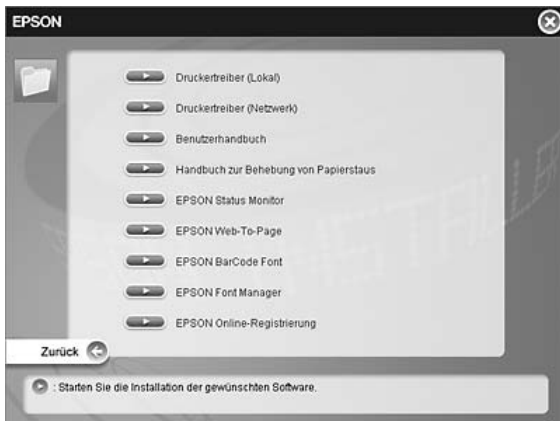 EPSON
Druckertreiber (Lokal)
Druckertreiber (Netzwerk)
Benutzerhandbuch
Handbuch zur Behebung von Papierstaus
EPSON Status Monitor
EPSON Web-To-Page
EPSON BarCode Font
EPSON Font Manager
EPSON Online-Registrierung
Zurück
: Starten Sie die Installation der gewünschten Software.